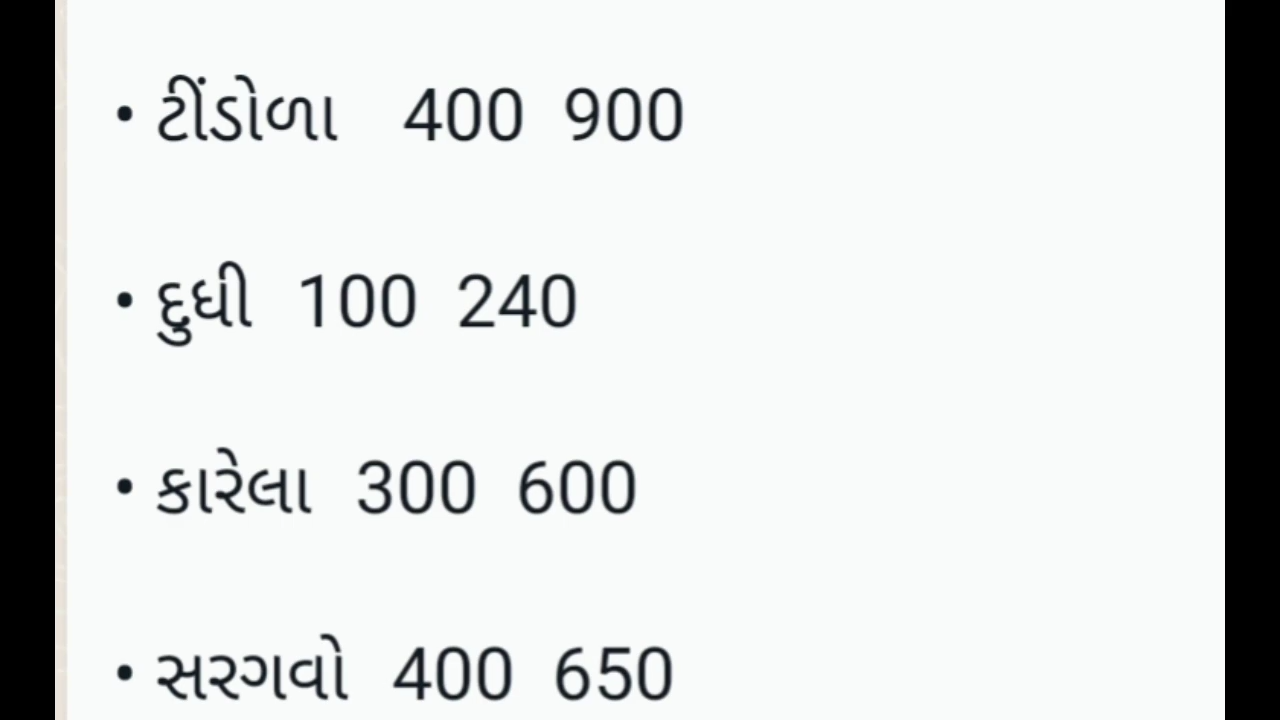 • ટીંડોળા 400 900
• દુધી 100 240
• કારેલા 300 600
• સરગવો 400 650